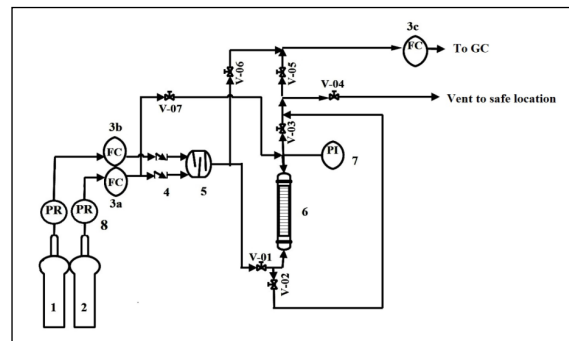 3c
FC
To GC
V-06
V-05
V-04
Vent to safe location
V-07
V-03
3b
FC
PI
7
FC
3a
4
5
PR
PR
8
6
V-01
V-02
1
2